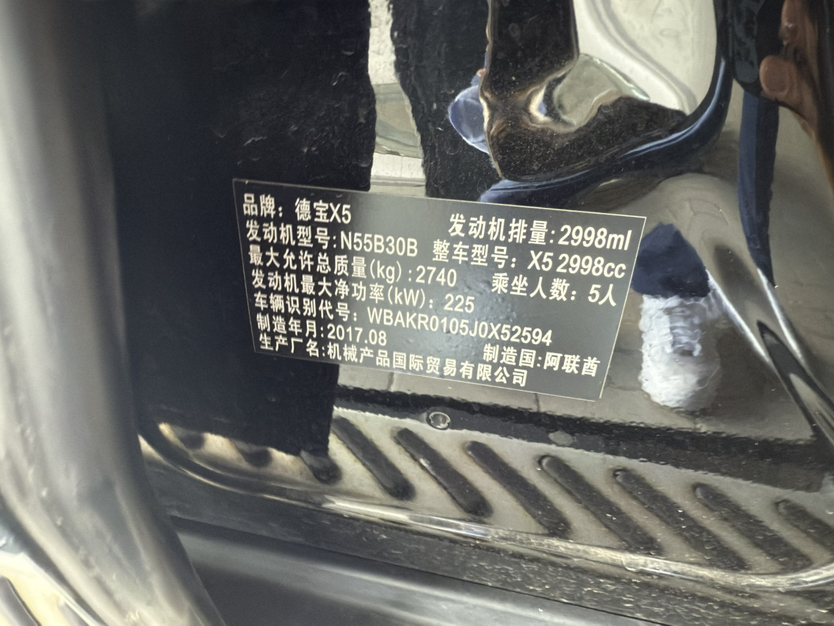 品牌：德宝X5 发动机排量：2998ml
发动机型号：N55B30B 整车型号：X5 2998cc
最大允许总质量(kg)：2740 乘坐人数：5人
发动机最大净功率(kW)：225
车辆识别代号：WBAKR0105J0X52594
制造年月：2017.08 制造国：阿联酋
生产厂名：机械产品国际贸易有限公司